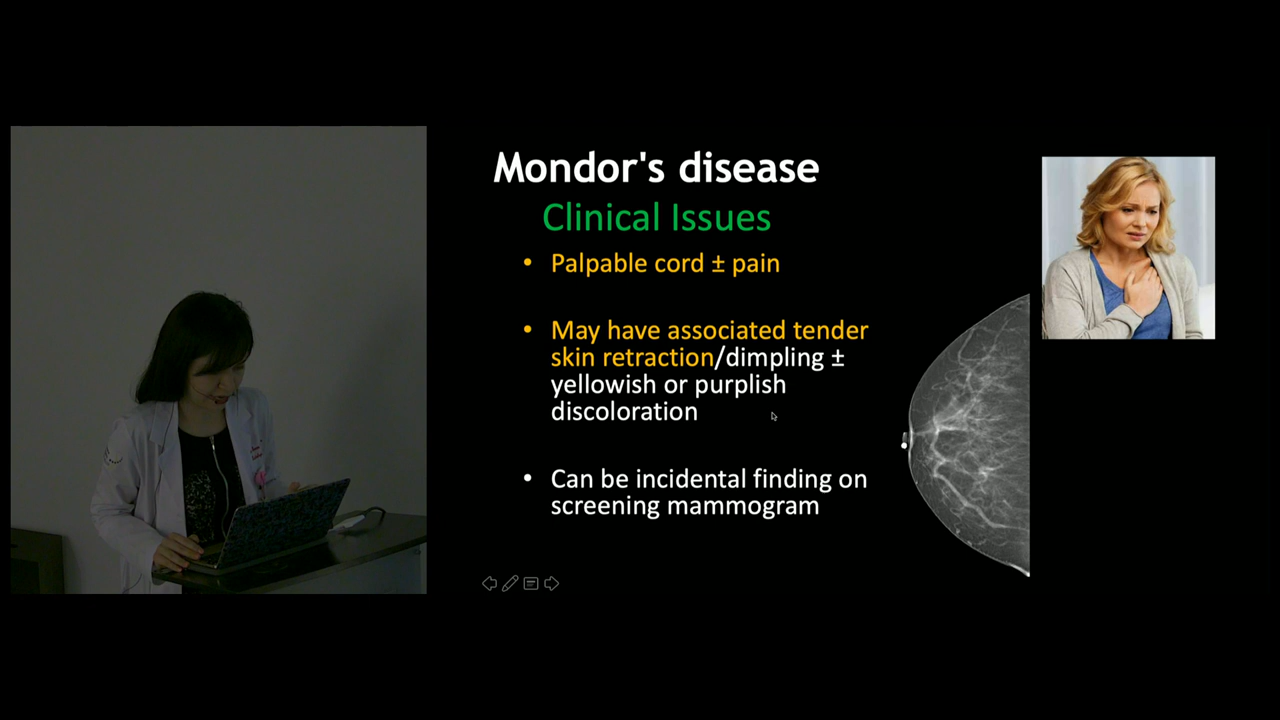 Mondor's disease
Clinical Issues
• Palpable cord ± pain
• May have associated tender
skin retraction/dimpling ±
yellowish or purplish
discoloration
• Can be incidental finding on
screening mammogram